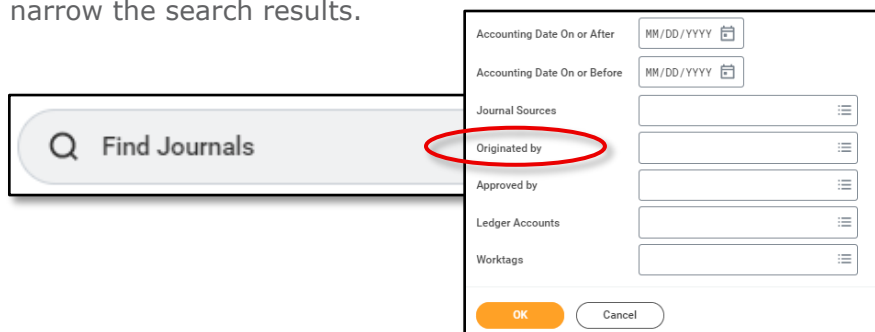 narrow the search results.
Find Journals
Accounting Date On or After MM/DD/YYYY
Accounting Date On or Before MM/DD/YYYY
Journal Sources
Originated by
Approved by
Ledger Accounts
Worktags
OK Cancel